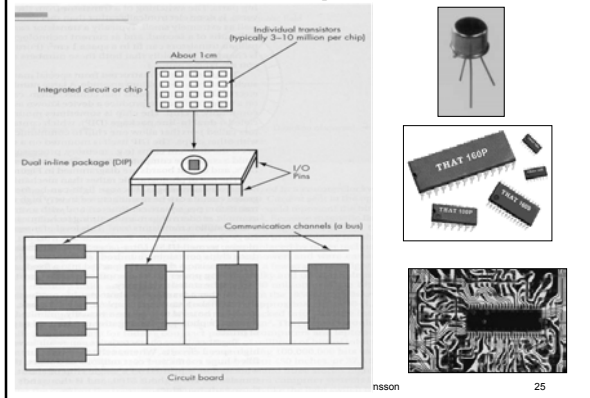 Individual transistors
(typically 3–10 million per chip)
About 1cm
Integrated circuit or chip
Dual in-line package (DIP)
I/O
Pins
Communication channels (a bus)
Circuit board
THAT 160P
THAT 160P
nsson
25